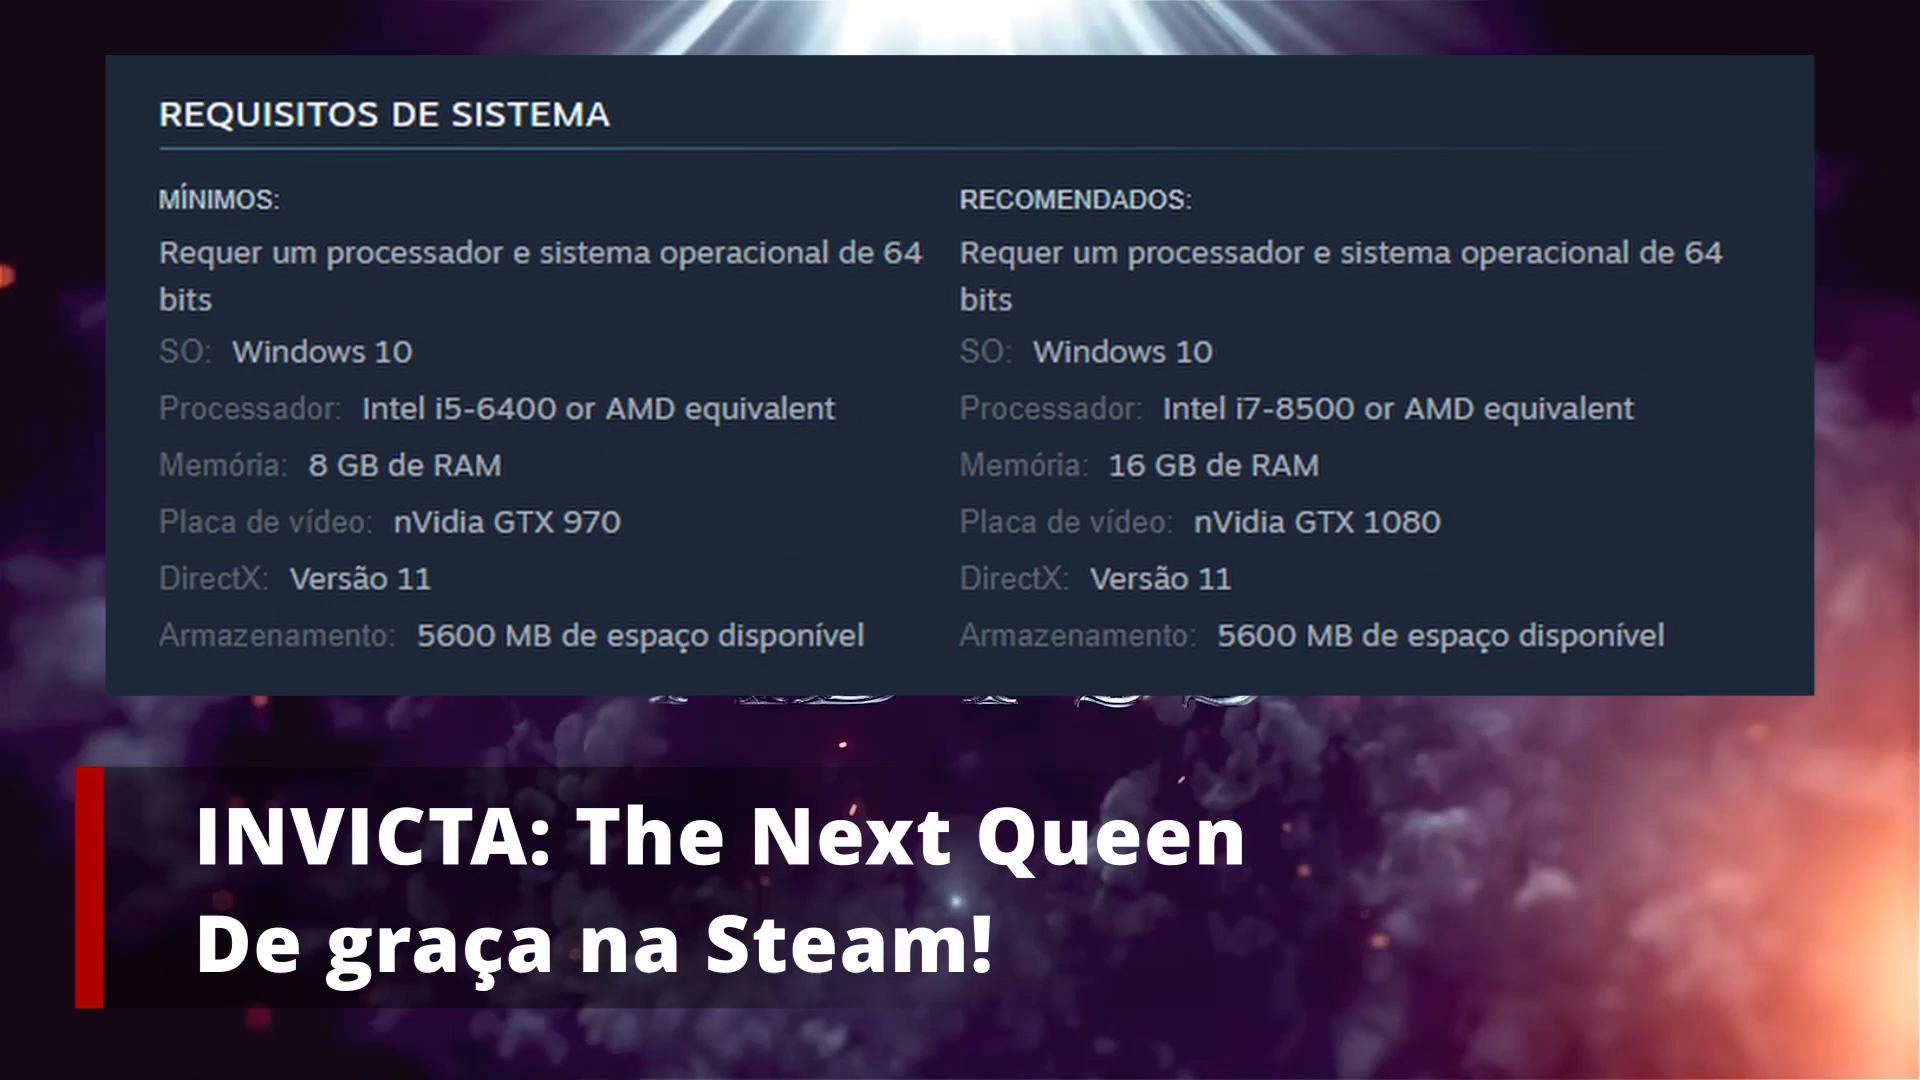 REQUISITOS DE SISTEMA
MÍNIMOS:
Requer um processador e sistema operacional de 64
bits
SO: Windows 10
Processador: Intel i5-6400 or AMD equivalent
Memória: 8 GB de RAM
Placa de vídeo: nVidia GTX 970
DirectX: Versão 11
Armazenamento: 5600 MB de espaço disponível
RECOMENDADOS:
Requer um processador e sistema operacional de 64
bits
SO: Windows 10
Processador: Intel i7-8500 or AMD equivalent
Memória: 16 GB de RAM
Placa de vídeo: nVidia GTX 1080
DirectX: Versão 11
Armazenamento: 5600 MB de espaço disponível
INVICTA: The Next Queen
De graça na Steam!